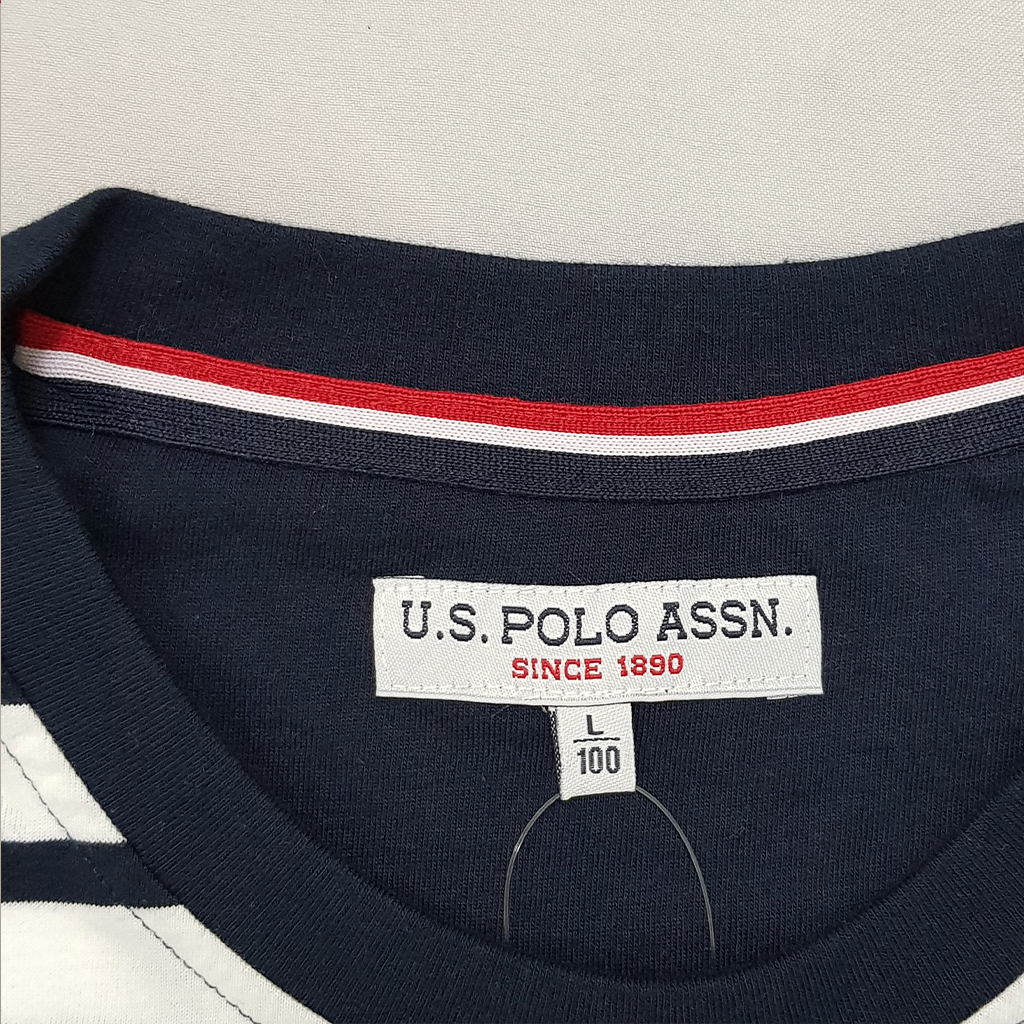 U.S. POLO ASSN.
SINCE 1890
L
100